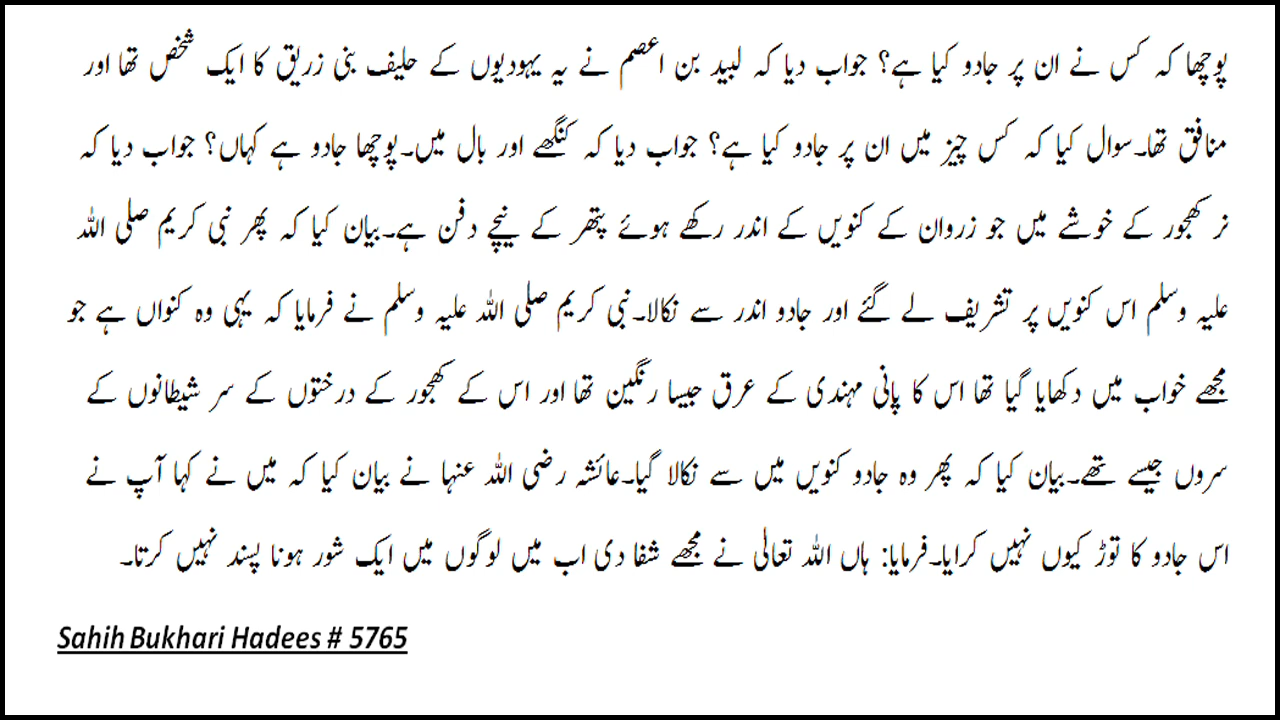 پوچھا کہ کس نے ان پر جادو کیا ہے؟ جواب دیا کہ لبید بن اعصم نے یہ یہودیوں کے حلیف بنی زریق کا ایک شخص تھا اور
منافق تھا۔سوال کیا کہ کس چیز میں ان پر جادو کیا ہے؟ جواب دیا کہ کنگھے اور بال میں۔پوچھا جادو ہے کہاں؟ جواب دیا کہ
نر کھجور کے خوشے میں جو زروان کے کنویں کے اندر رکھے ہوئے پتھر کے نیچے دفن ہے۔بیان کیا کہ پھر نبی کریم صلی اللہ
علیہ وسلم اس کنویں پر تشریف لے گئے اور جادو اندر سے نکالا۔نبی کریم صلی اللہ علیہ وسلم نے فرمایا کہ یہی وہ کنواں ہے جو
مجھے خواب میں دکھایا گیا تھا اس کا پانی مہندی کے عرق جیسا رنگین تھا اور اس کے کھجور کے درختوں کے سر شیطانوں کے
سروں جیسے تھے۔بیان کیا کہ پھر وہ جادو کنویں میں سے نکالا گیا۔عائشہ رضی اللہ عنہا نے بیان کیا کہ میں نے کہا آپ نے
اس جادو کا توڑ کیوں نہیں کرایا۔فرمایا: ہاں اللہ تعالیٰ نے مجھے شفا دی اب میں لوگوں میں ایک شور ہونا پسند نہیں کرتا۔
Sahih Bukhari Hadees # 5765